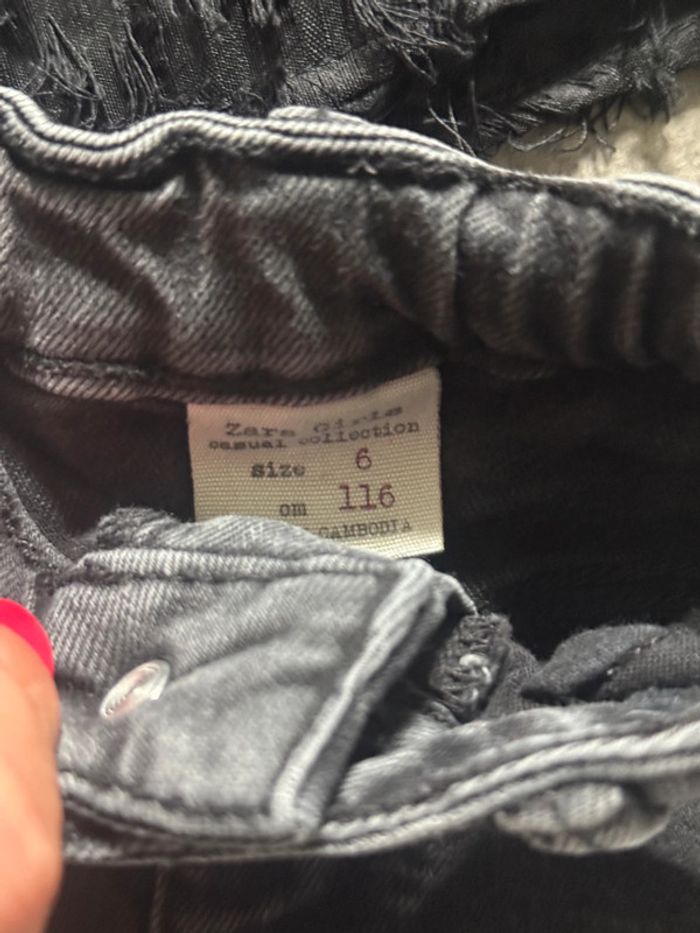 Zara Girls
casual collection
size 6
cm 116
CAMBODIA